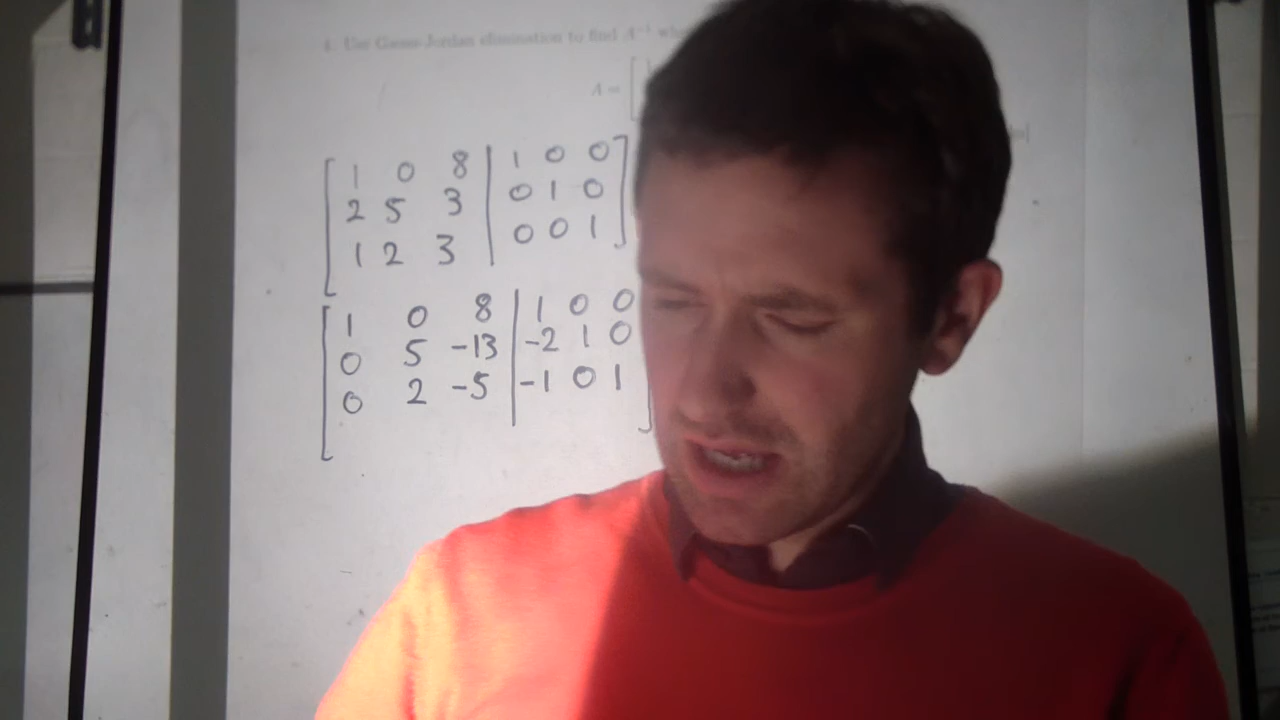 4. Use Gauss-Jordan elimination to find A⁻¹
A =
1 0 8 | 1 0 0
2 5 3 | 0 1 0
1 2 3 | 0 0 1
1 0 8 | 1 0 0
0 5 -13 | -2 1 0
0 2 -5 | -1 0 1